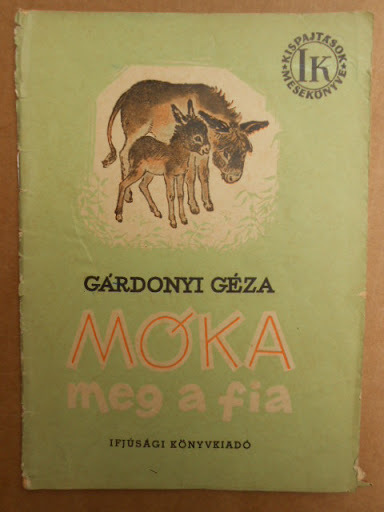 KISPAJTÁSOK
MESEKÖNYVE
IK
GÁRDONYI GÉZA
MÓKA
meg a fia
IFJÚSÁGI KÖNYVKIADÓ